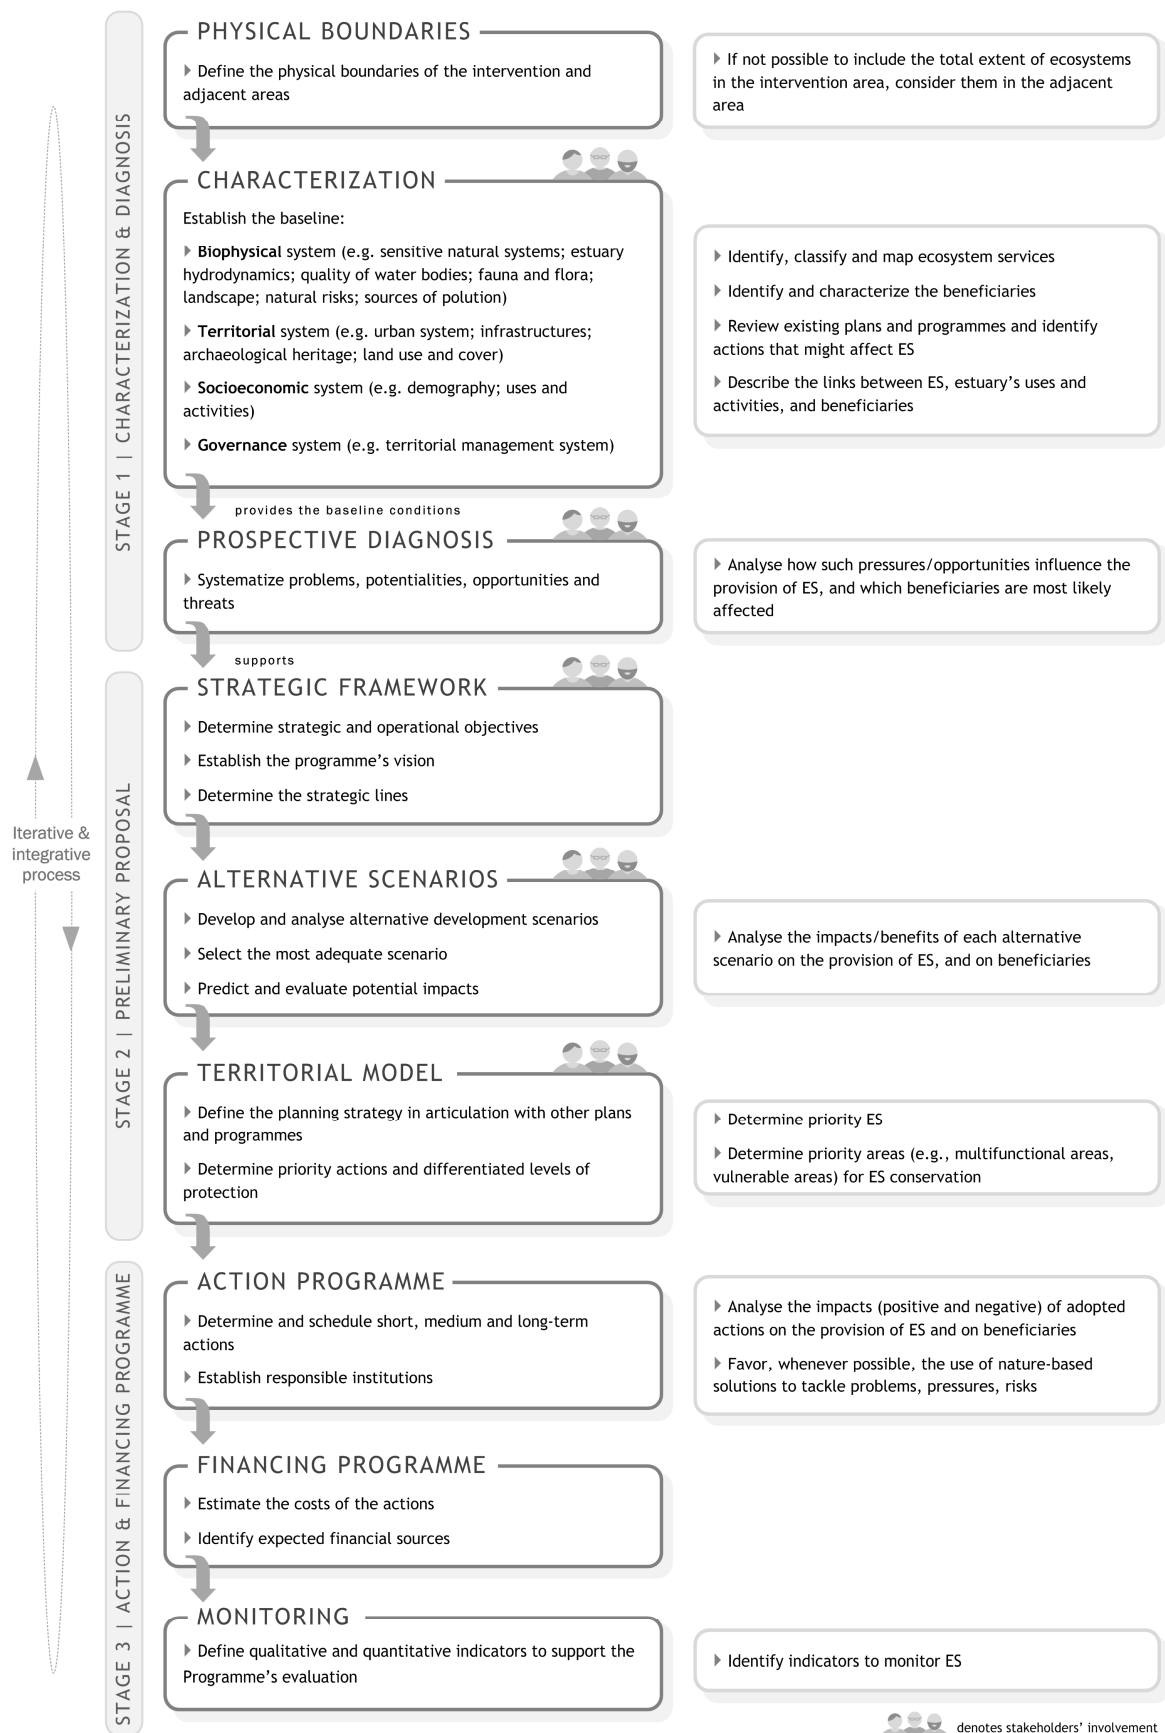 PHYSICAL BOUNDARIES
Define the physical boundaries of the intervention and
adjacent areas
If not possible to include the total extent of ecosystems
in the intervention area, consider them in the adjacent
area
STAGE 1 | CHARACTERIZATION & DIAGNOSIS
CHARACTERIZATION
Establish the baseline:
Biophysical system (e.g. sensitive natural systems; estuary
hydrodynamics; quality of water bodies; fauna and flora;
landscape; natural risks; sources of polution)
Territorial system (e.g. urban system; infrastructures;
archaeological heritage; land use and cover)
Socioeconomic system (e.g. demography; uses and
activities)
Governance system (e.g. territorial management system)
Identify, classify and map ecosystem services
Identify and characterize the beneficiaries
Review existing plans and programmes and identify
actions that might affect ES
Describe the links between ES, estuary's uses and
activities, and beneficiaries
provides the baseline conditions
PROSPECTIVE DIAGNOSIS
Systematize problems, potentialities, opportunities and
threats
Analyse how such pressures/opportunities influence the
provision of ES, and which beneficiaries are most likely
affected
supports
STAGE 2 | PRELIMINARY PROPOSAL
STRATEGIC FRAMEWORK
Determine strategic and operational objectives
Establish the programme's vision
Determine the strategic lines
Iterative &
integrative
process
ALTERNATIVE SCENARIOS
Develop and analyse alternative development scenarios
Select the most adequate scenario
Predict and evaluate potential impacts
Analyse the impacts/benefits of each alternative
scenario on the provision of ES, and on beneficiaries
TERRITORIAL MODEL
Define the planning strategy in articulation with other plans
and programmes
Determine priority actions and differentiated levels of
protection
Determine priority ES
Determine priority areas (e.g., multifunctional areas,
vulnerable areas) for ES conservation
STAGE 3 | ACTION & FINANCING PROGRAMME
ACTION PROGRAMME
Determine and schedule short, medium and long-term
actions
Establish responsible institutions
Analyse the impacts (positive and negative) of adopted
actions on the provision of ES and on beneficiaries
Favor, whenever possible, the use of nature-based
solutions to tackle problems, pressures, risks
FINANCING PROGRAMME
Estimate the costs of the actions
Identify expected financial sources
MONITORING
Define qualitative and quantitative indicators to support the
Programme's evaluation
Identify indicators to monitor ES
denotes stakeholders' involvement